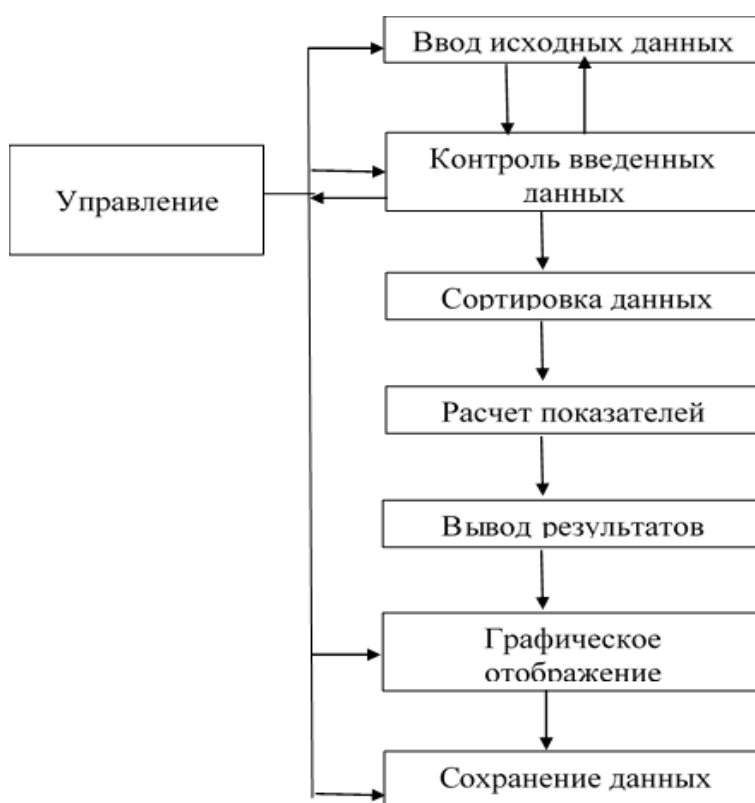 Ввод исходных данных
Контроль введенных
данных
Управление
Сортировка данных
Расчет показателей
Вывод результатов
Графическое
отображение
Сохранение данных